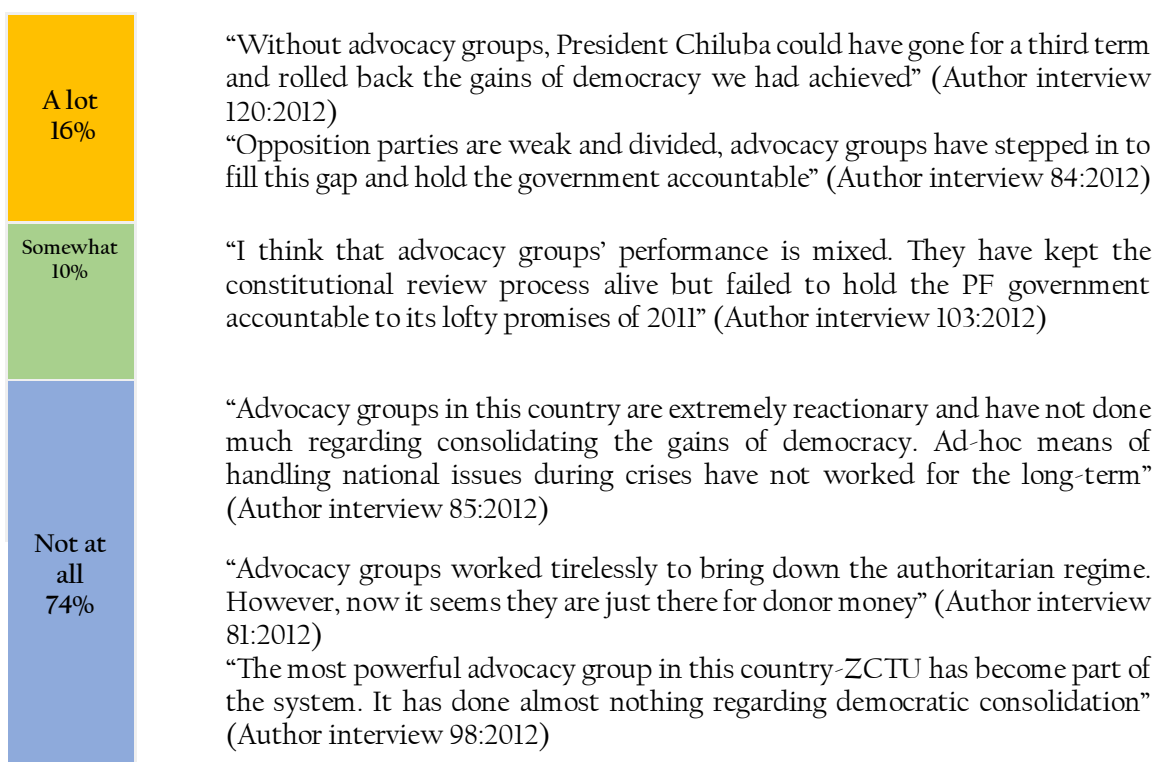 A lot
16%
“Without advocacy groups, President Chiluba could have gone for a third term
and rolled back the gains of democracy we had achieved” (Author interview
120:2012)
“Opposition parties are weak and divided, advocacy groups have stepped in to
fill this gap and hold the government accountable” (Author interview 84:2012)
Somewhat
10%
“I think that advocacy groups’ performance is mixed. They have kept the
constitutional review process alive but failed to hold the PF government
accountable to its lofty promises of 2011” (Author interview 103:2012)
Not at
all
74%
“Advocacy groups in this country are extremely reactionary and have not done
much regarding consolidating the gains of democracy. Ad-hoc means of
handling national issues during crises have not worked for the long-term”
(Author interview 85:2012)
“Advocacy groups worked tirelessly to bring down the authoritarian regime.
However, now it seems they are just there for donor money” (Author interview
81:2012)
“The most powerful advocacy group in this country-ZCTU has become part of
the system. It has done almost nothing regarding democratic consolidation”
(Author interview 98:2012)